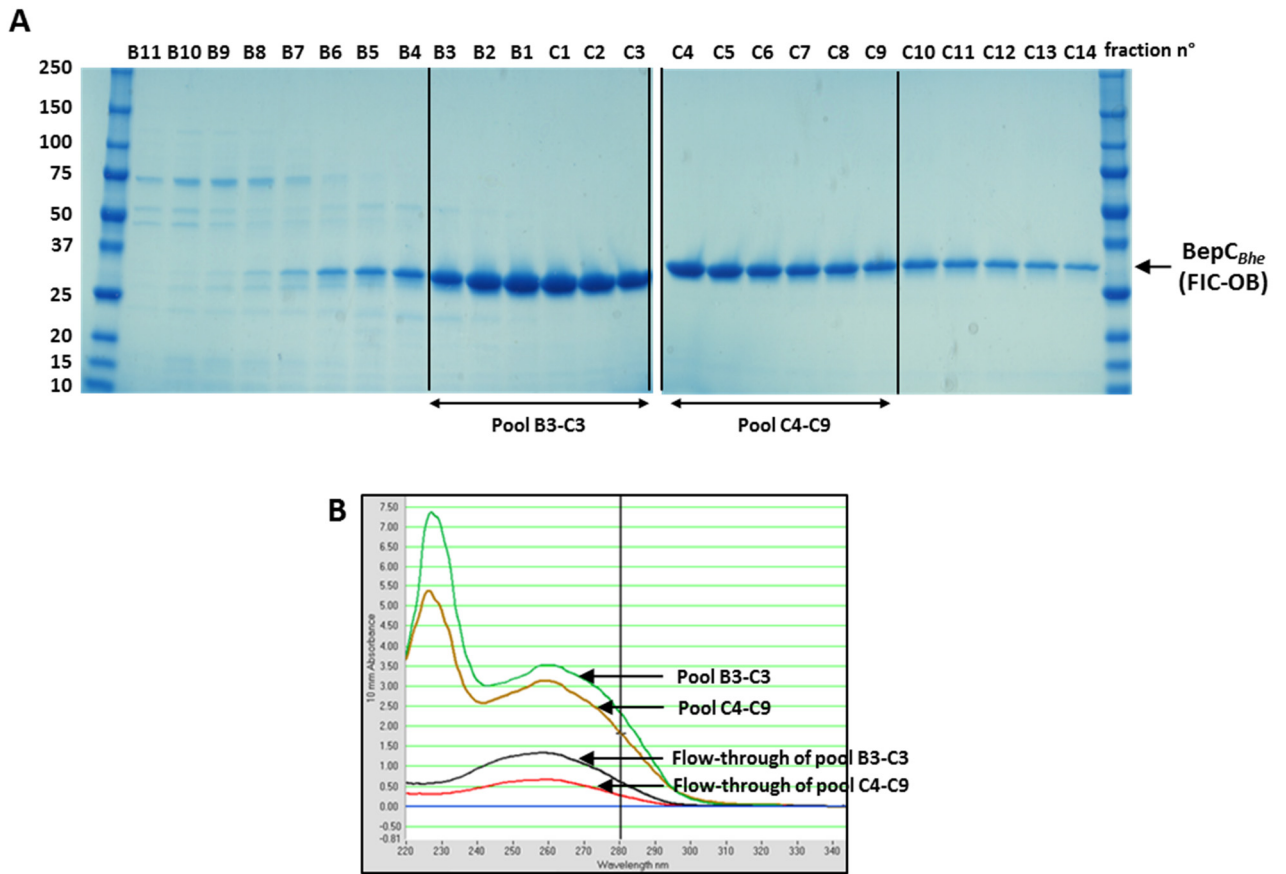 A
B11 B10 B9 B8 B7 B6 B5 B4 B3 B2 B1 C1 C2 C3 C4 C5 C6 C7 C8 C9 C10 C11 C12 C13 C14 fraction n°
250
150
100
75
50
37
25
20
15
10
BepCBhe
(FIC-OB)
Pool B3-C3
Pool C4-C9
B
7.50
7.00
6.50
6.00
5.50
5.00
4.50
4.00
3.50
3.00
2.50
2.00
1.50
1.00
0.50
0.00
-0.50
-0.81
10 mm Absorbance
Pool B3-C3
Pool C4-C9
Flow-through of pool B3-C3
Flow-through of pool C4-C9
220 230 240 250 260 270 280 290 300 310 320 330 340
Wavelength nm